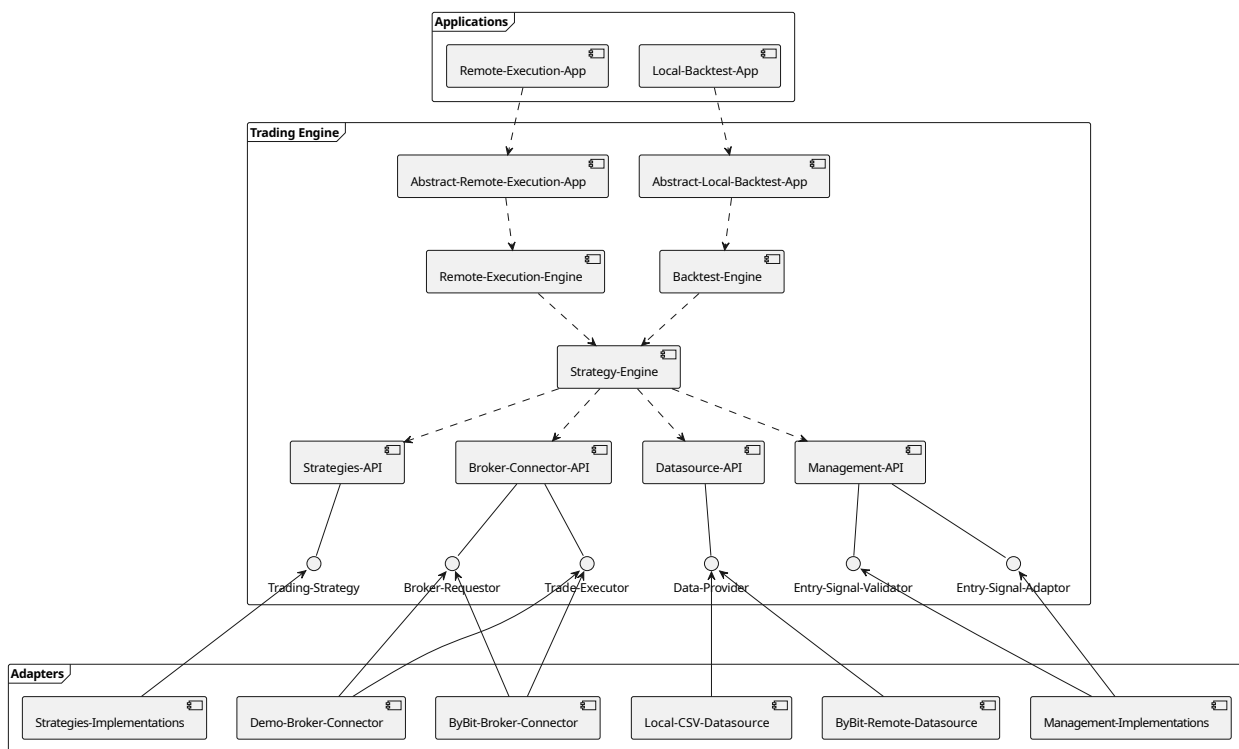 Applications
Remote-Execution-App
Local-Backtest-App
Trading Engine
Abstract-Remote-Execution-App
Abstract-Local-Backtest-App
Remote-Execution-Engine
Backtest-Engine
Strategy-Engine
Strategies-API
Broker-Connector-API
Datasource-API
Management-API
Trading-Strategy
Broker-Requestor
Trade-Executor
Data-Provider
Entry-Signal-Validator
Entry-Signal-Adaptor
Adapters
Strategies-Implementations
Demo-Broker-Connector
ByBit-Broker-Connector
Local-CSV-Datasource
ByBit-Remote-Datasource
Management-Implementations